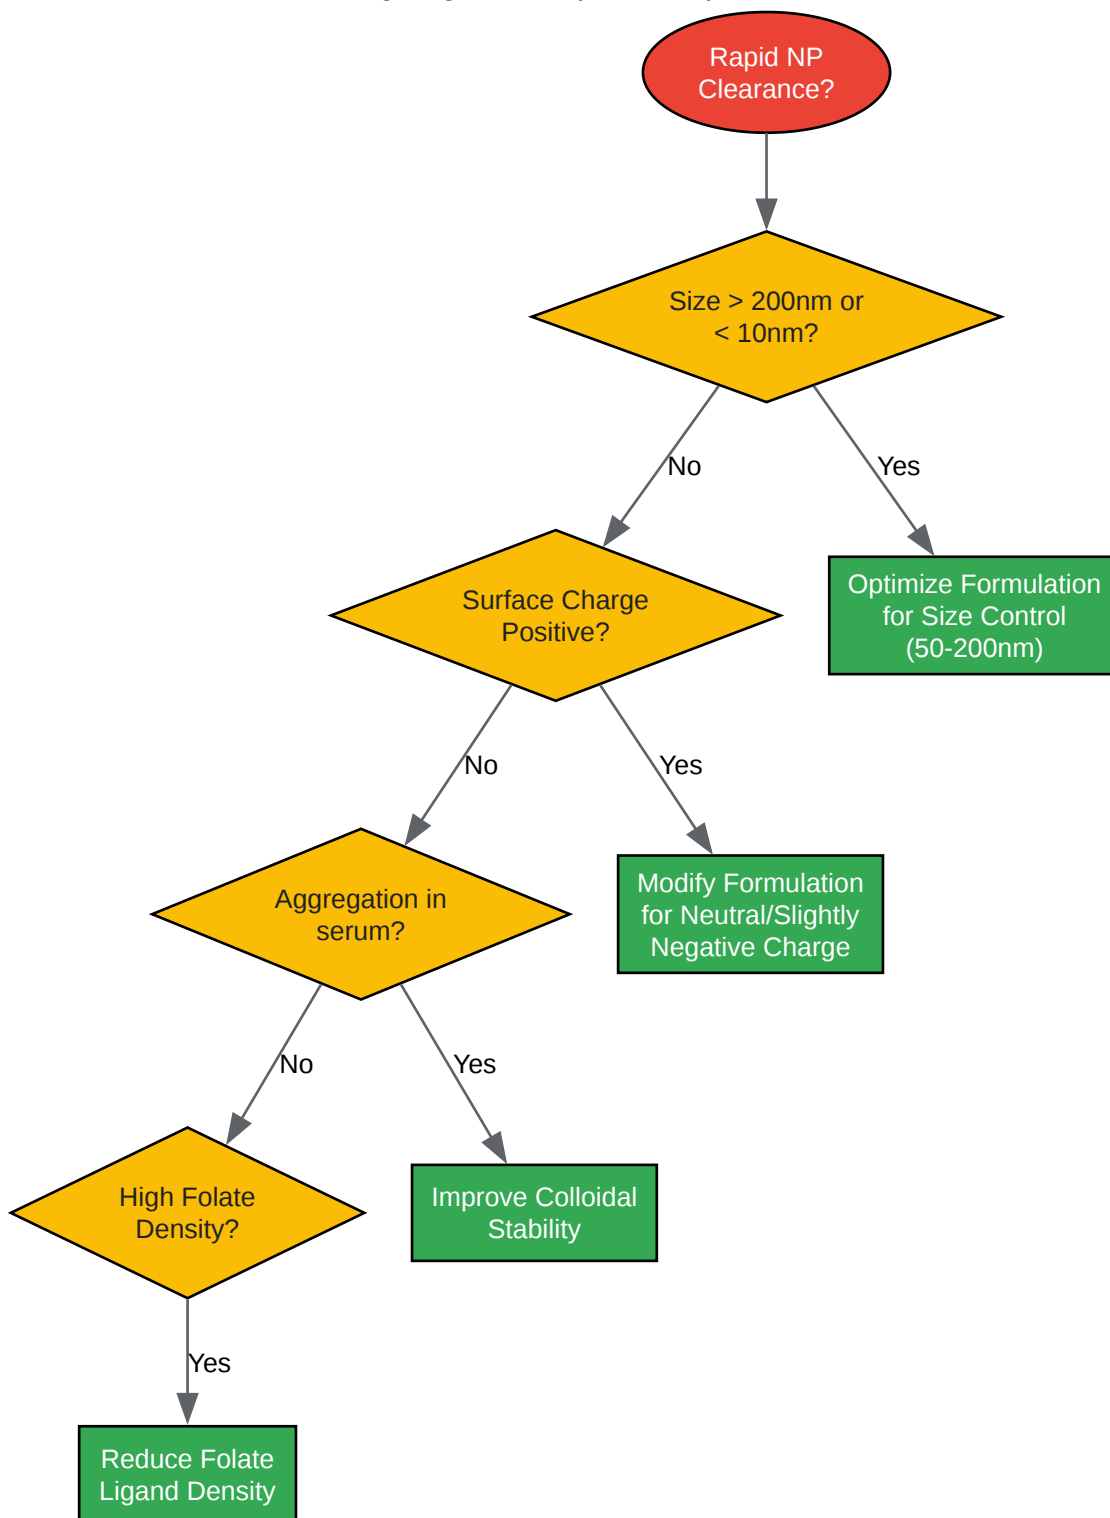 Rapid NP
Clearance?
Size > 200nm or
< 10nm?
No
Yes
Surface Charge
Positive?
Optimize Formulation
for Size Control
(50-200nm)
No
Yes
Aggregation in
serum?
Modify Formulation
for Neutral/Slightly
Negative Charge
No
Yes
High Folate
Density?
Improve Colloidal
Stability
Yes
Reduce Folate
Ligand Density